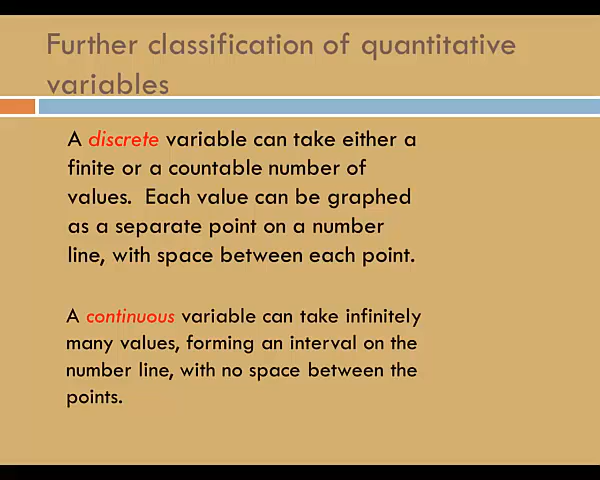 Further classification of quantitative
variables
A discrete variable can take either a
finite or a countable number of
values. Each value can be graphed
as a separate point on a number
line, with space between each point.
A continuous variable can take infinitely
many values, forming an interval on the
number line, with no space between the
points.